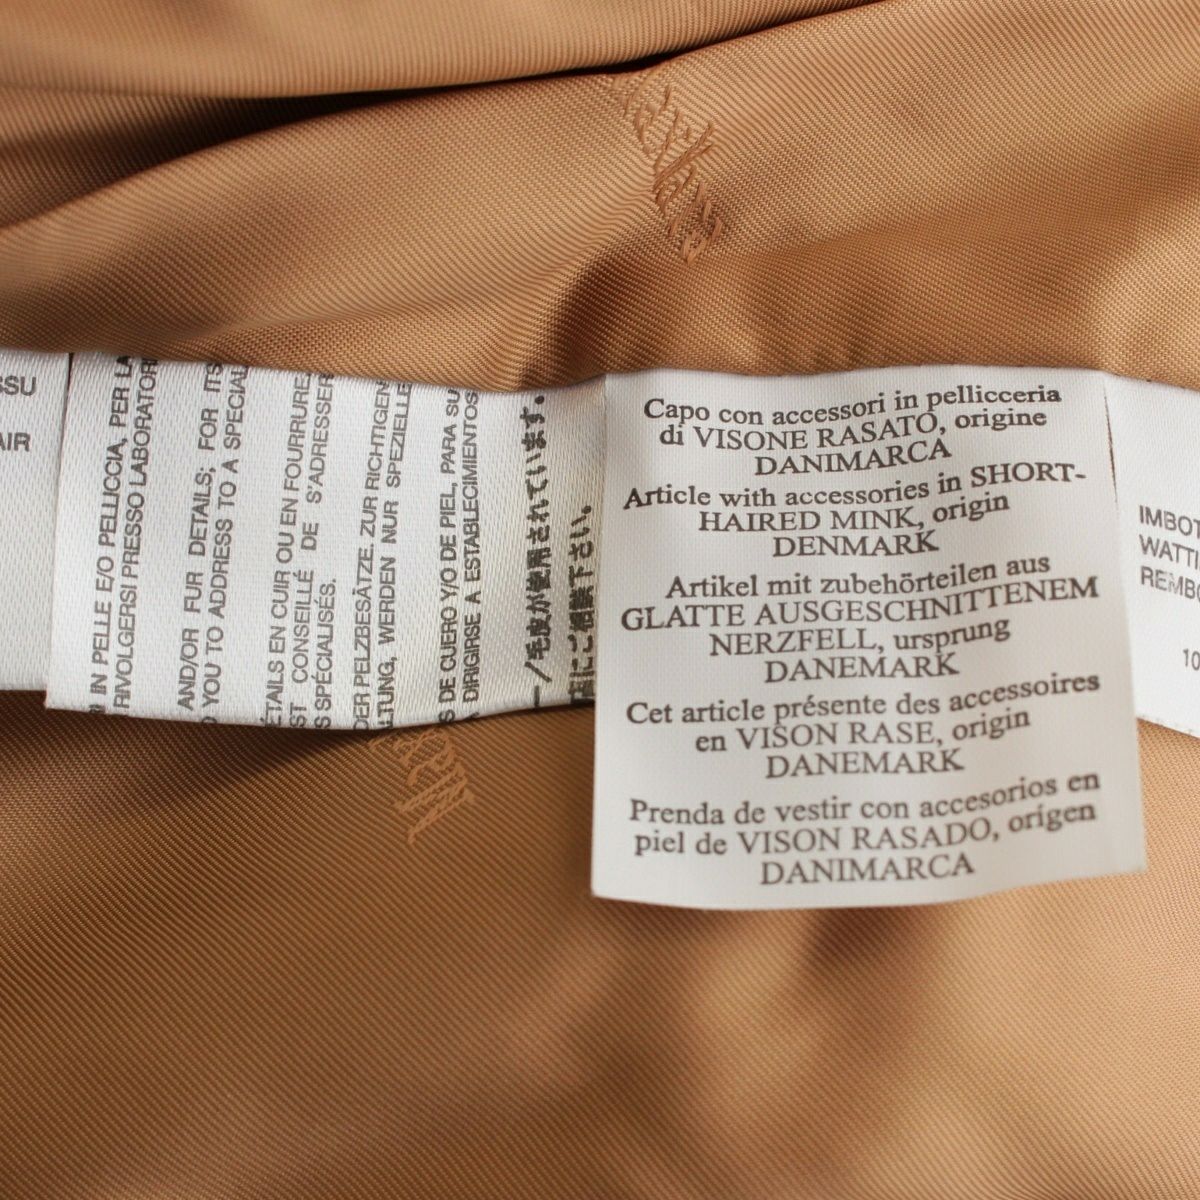 SSU
AIR
IN PELLE E/O PELLICCIA, PER LA
RIVOLGERSI PRESSO LABORATORI
AND/OR FUR DETAILS; FOR ITS
YOU TO ADDRESS TO A SPECIAL
ÉTAILS EN CUIR OU EN FOURRURE,
EST CONSEILLÉ DE S'ADRESSER
S SPÉCIALISÉS.
DER PELZBESÄTZE. ZUR RICHTIGEN
LTUNG, WERDEN NUR SPEZIELLE
S DE CUERO Y/O DE PIEL, PARA SU
DIRIGIRSE A ESTABLECIMIENTOS
ー/毛皮が使用されています。
にご相談下さい。
Capo con accessori in pellicceria
di VISONE RASATO, origine
DANIMARCA
Article with accessories in SHORT-
HAIRED MINK, origin
DENMARK
Artikel mit zubehörteilen aus
GLATTE AUSGESCHNITTENEM
NERZFELL, ursprung
DANEMARK
Cet article présente des accessoires
en VISON RASE, origin
DANEMARK
Prenda de vestir con accesorios en
piel de VISON RASADO, orígen
DANIMARCA
IMBOT
WATTI
REMBO
10